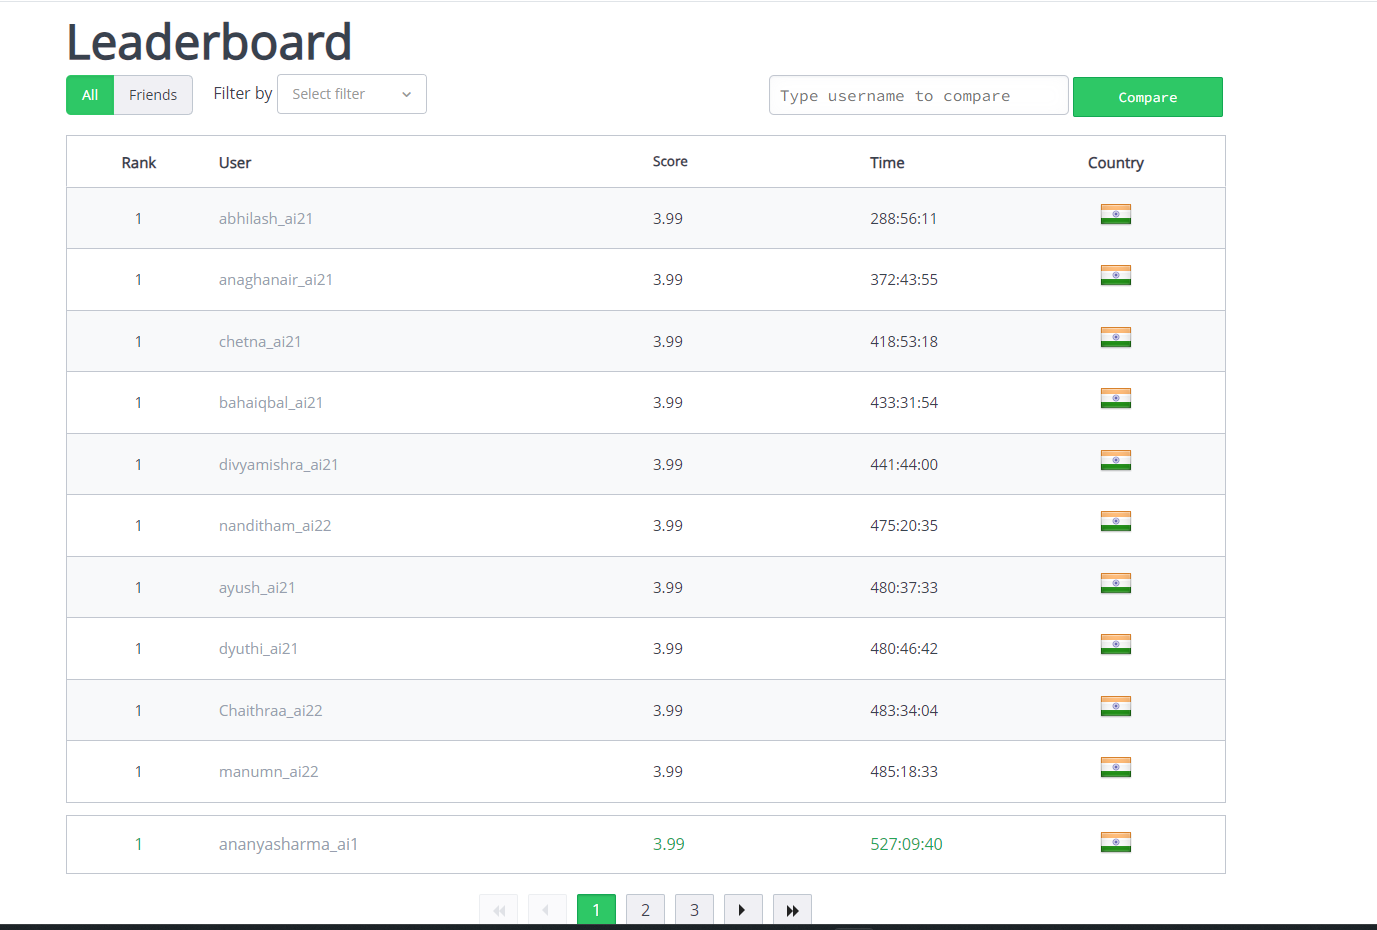 Leaderboard
All Friends Filter by Select filter Type username to compare Compare
Rank User Score Time Country
1 abhilash_ai21 3.99 288:56:11
1 anaghanair_ai21 3.99 372:43:55
1 chetna_ai21 3.99 418:53:18
1 bahaiqbal_ai21 3.99 433:31:54
1 divyamishra_ai21 3.99 441:44:00
1 nanditham_ai22 3.99 475:20:35
1 ayush_ai21 3.99 480:37:33
1 dyuthi_ai21 3.99 480:46:42
1 Chaithraa_ai22 3.99 483:34:04
1 manumn_ai22 3.99 485:18:33
1 ananyasharma_ai1 3.99 527:09:40
1 2 3